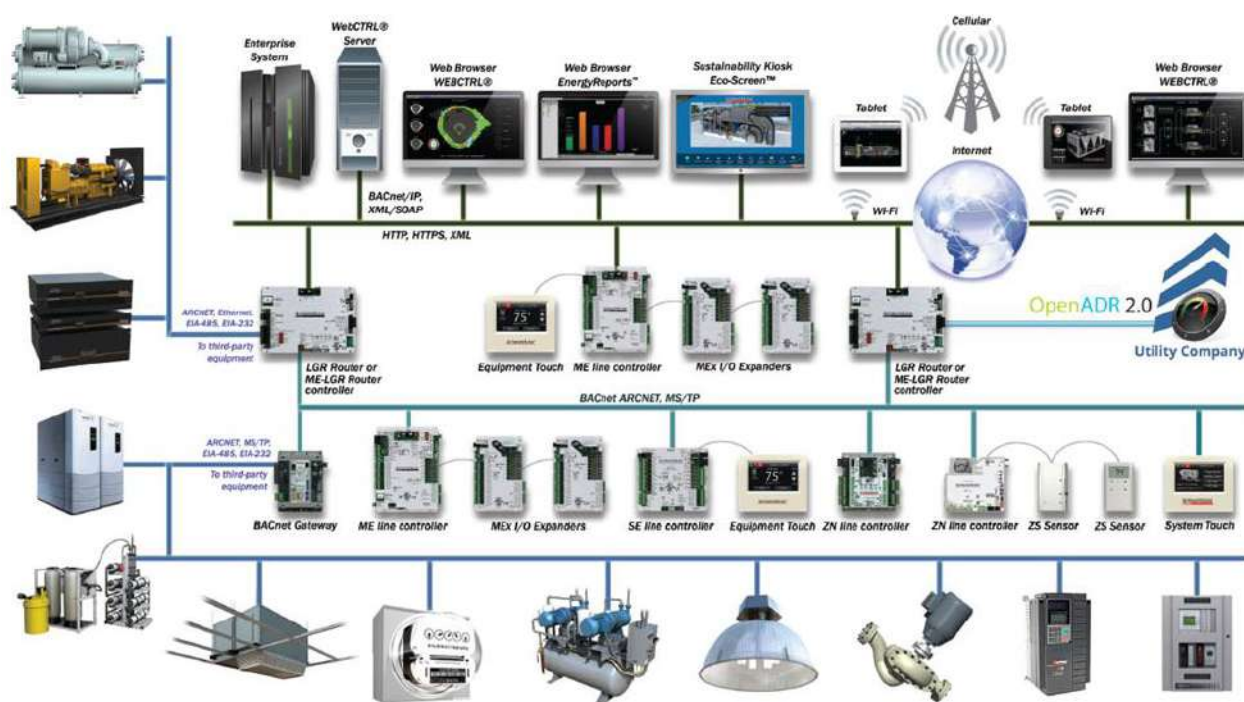 Enterprise
System
WebCTRL®
Server
Web Browser
WEBCTRL®
Web Browser
EnergyReports™
Sustainability Kiosk
Eco-Screen™
Tablet
Cellular
Internet
Tablet
Web Browser
WEBCTRL®
BACnet/IP,
XML/SOAP
Wi-Fi
Wi-Fi
HTTP, HTTPS, XML
ARCNET, Ethernet,
EIA-485, EIA-232
To third-party
equipment
LGR Router or
ME-LGR Router
controller
75°
Equipment Touch
ME line controller
MEx I/O Expanders
LGR Router or
ME-LGR Router
controller
OpenADR 2.0
Utility Company
BACnet ARCNET, MS/TP
ARCNET, MS/TP,
EIA-485, EIA-232
To third-party
equipment
BACnet Gateway
ME line controller
MEx I/O Expanders
SE line controller
75°
Equipment Touch
ZN line controller
ZN line controller
ZS Sensor
ZS Sensor
System Touch